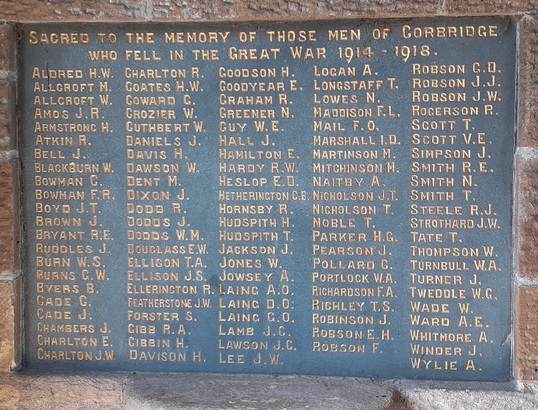 SACRED TO THE MEMORY OF THOSE MEN OF CORBRIDGE
WHO FELL IN THE GREAT WAR 1914-1918.
ALDRED H.W.
ALLCROFT M.
ALLCROFT W.
AMOS J.R.
ARMSTRONG H.
ATKIN R.
BELL J.
BLACKBURN W.
BOWMAN C.
BOWMAN F.R.
BOYD J.T.
BROWN J.
BRYANT R.E.
RUDDLES J.
BURN W.S.
BURNS C.W.
BYERS B.
CADE C.
CADE J.
CHAMBERS J.
CHARLTON E.
CHARLTON J.W.
CHARLTON R.
COATES H.W.
COWARD G.
CROZIER W.
CUTHBERT W.
DANIELS J.
DAVIS H.
DAWSON W.
DENT M.
DIXON J.
DODD R.
DODDS J.
DODDS W.M.
DOUGLASS E.W.
ELLISON T.A.
ELLISON J.S.
ELLERINGTON R.
FEATHERSTONE J.W.
FORSTER S.
GIBB R.A.
GIBBIN H.
DAVISON H.
GOODSON H.
GOODYEAR E.
GRAHAM R.
GREENER N.
GUY W.E.
HALL J.
HAMILTON E.
HARDY R.W.
HESLOP E.D.
HETHERINGTON C.B.
HORNSBY R.
HUDSPITH H.
HUDSPITH T.
JACKSON J.
JONES W.
JOWSEY A.
LAING A.O.
LAING D.O.
LAING G.O.
LAMB J.G.
LAWSON J.C.
LEE J.W.
LOGAN A.
LONGSTAFF T.
LOWES N.
MADDISON F.L.
MAIL F.O.
MARSHALL I.D.
MARTINSON M.
MITCHINSON M.
NAITBY A.
NICHOLSON J.T.
NICHOLSON T.
NOBLE T.
PARKER H.G.
PEARSON J.
POLLARD C.
PORTLOCK W.A.
RICHARDSON F.A.
RICHLEY T.S.
ROBINSON J.
ROBSON E.H.
ROBSON F.
ROBSON G.D.
ROBSON J.J.
ROBSON J.W.
ROGERSON R.
SCOTT T.
SCOTT V.E.
SIMPSON J.
SMITH R.E.
SMITH N.
SMITH T.
STEELE R.J.
STROTHARD J.W.
TATE T.
THOMPSON W.
TURNBULL W.A.
TURNER J.
TWEDDLE W.G.
WADE W.
WARD A.E.
WHITMORE A.
WINDER J.
WYLIE A.